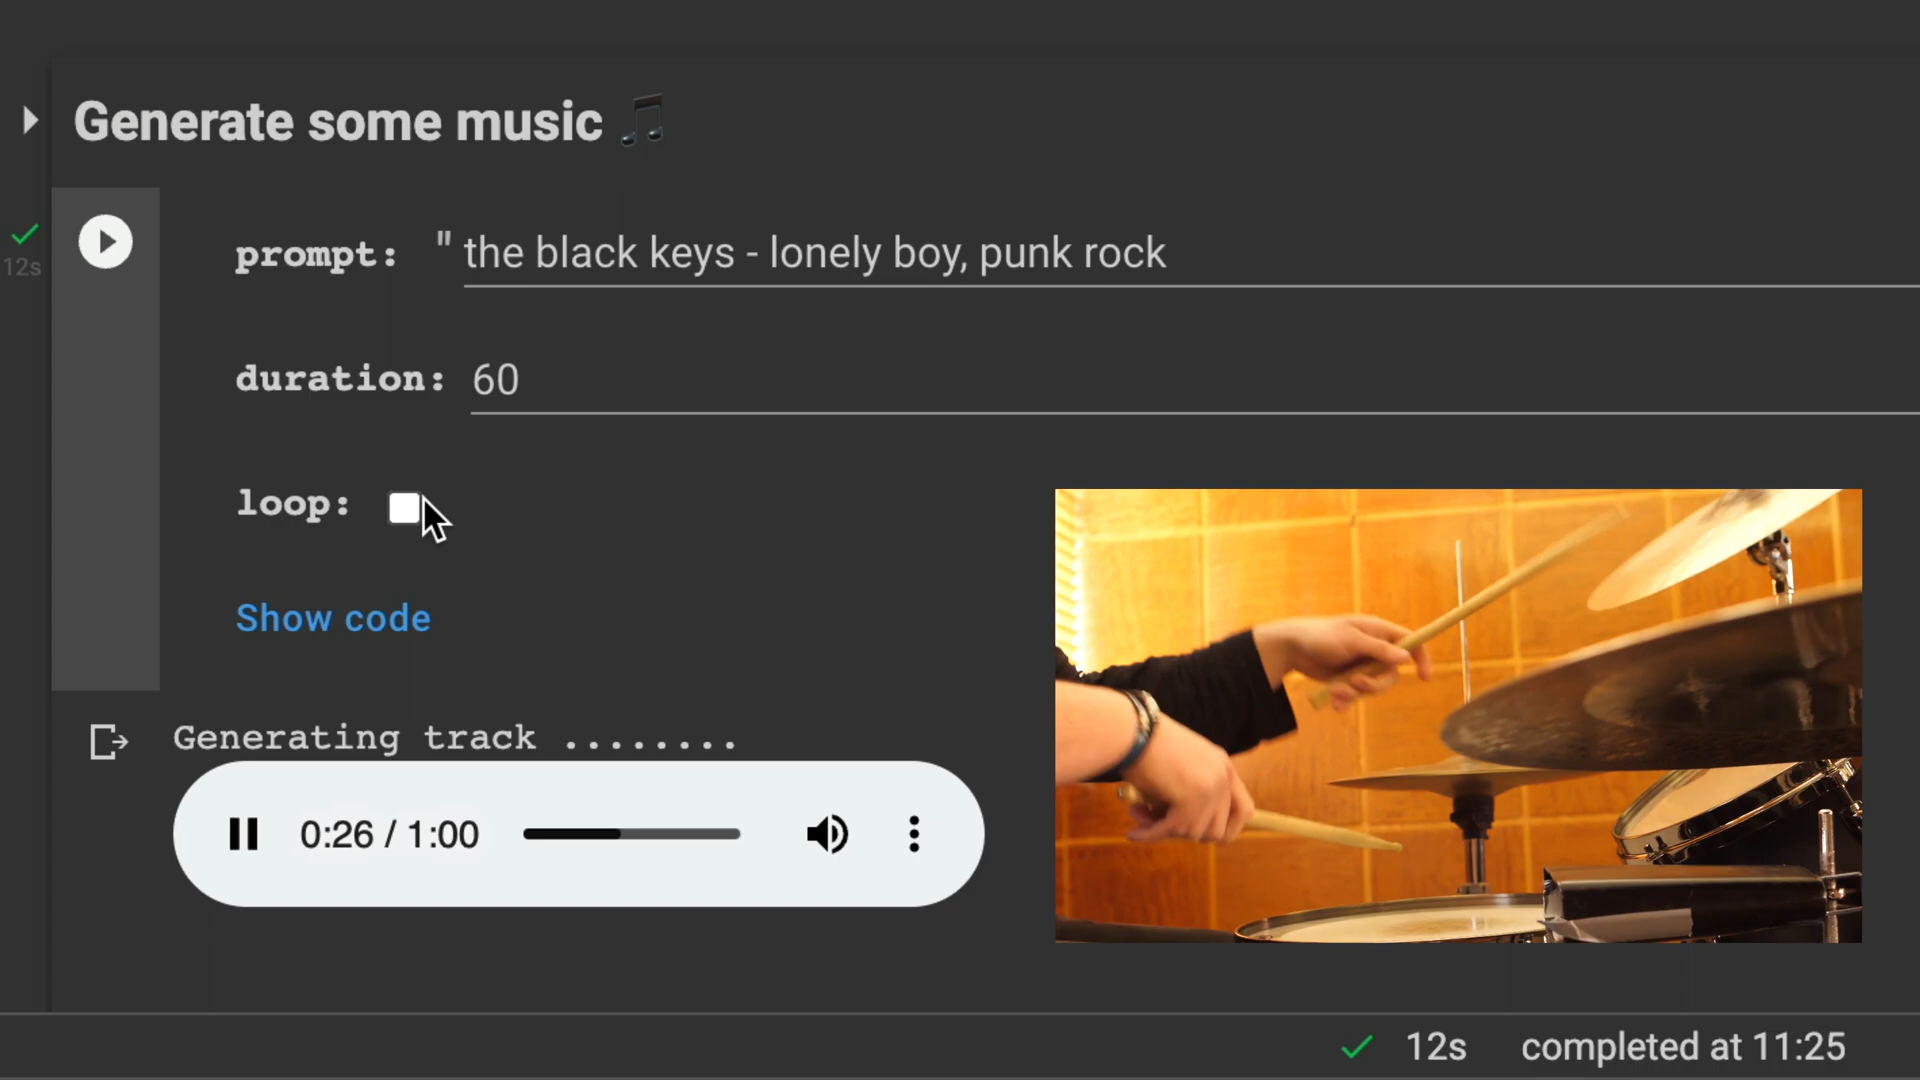 Generate some music 🎵
12s
prompt: " the black keys - lonely boy, punk rock
duration: 60
loop:
Show code
Generating track ........
0:26 / 1:00
12s completed at 11:25